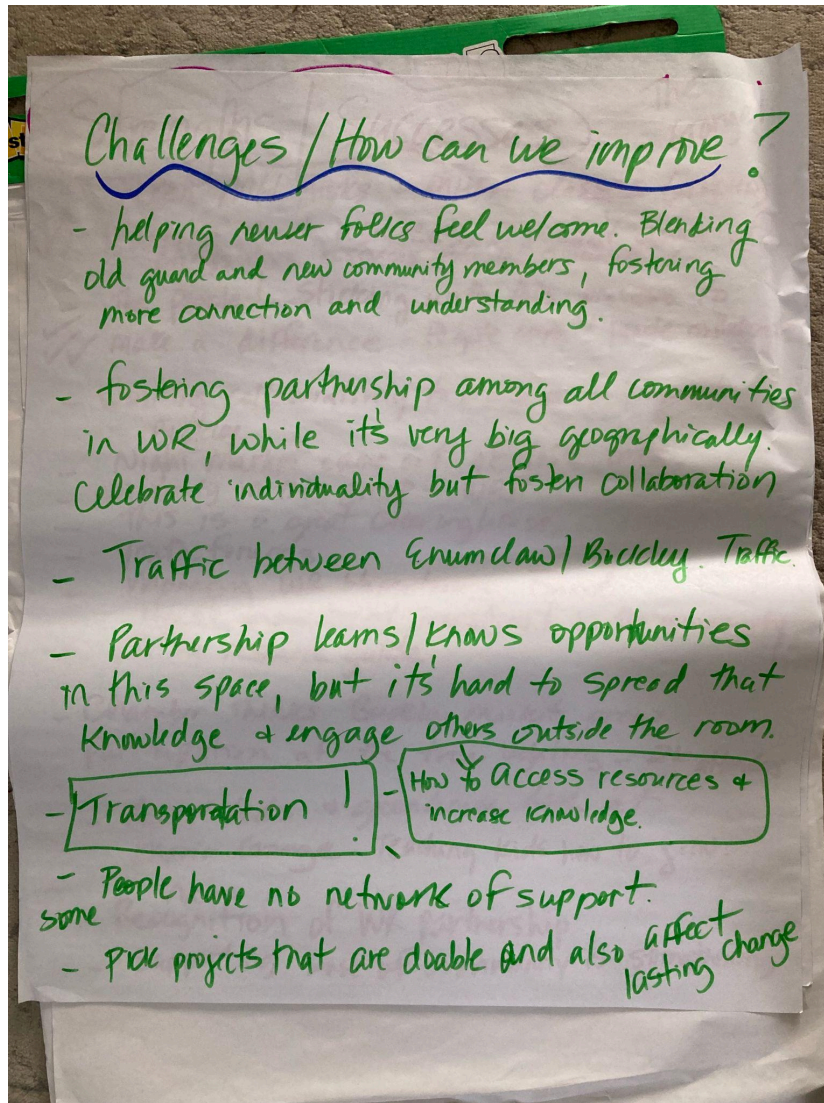 Challenges / How can we improve ?
- helping newer folks feel welcome. Blending
old guard and new community members, fostering
more connection and understanding.
- fostering partnership among all communities
in WR, while it's very big geographically.
Celebrate individuality but foster collaboration
- Traffic between Enumclaw / Buckley. Traffic.
- Partnership learns / knows opportunities
in this space, but it's hard to spread that
knowledge & engage others outside the room.
- Transportation !
- How to access resources &
increase knowledge.
- some People have no network of support.
- Pick projects that are doable and also affect
lasting change